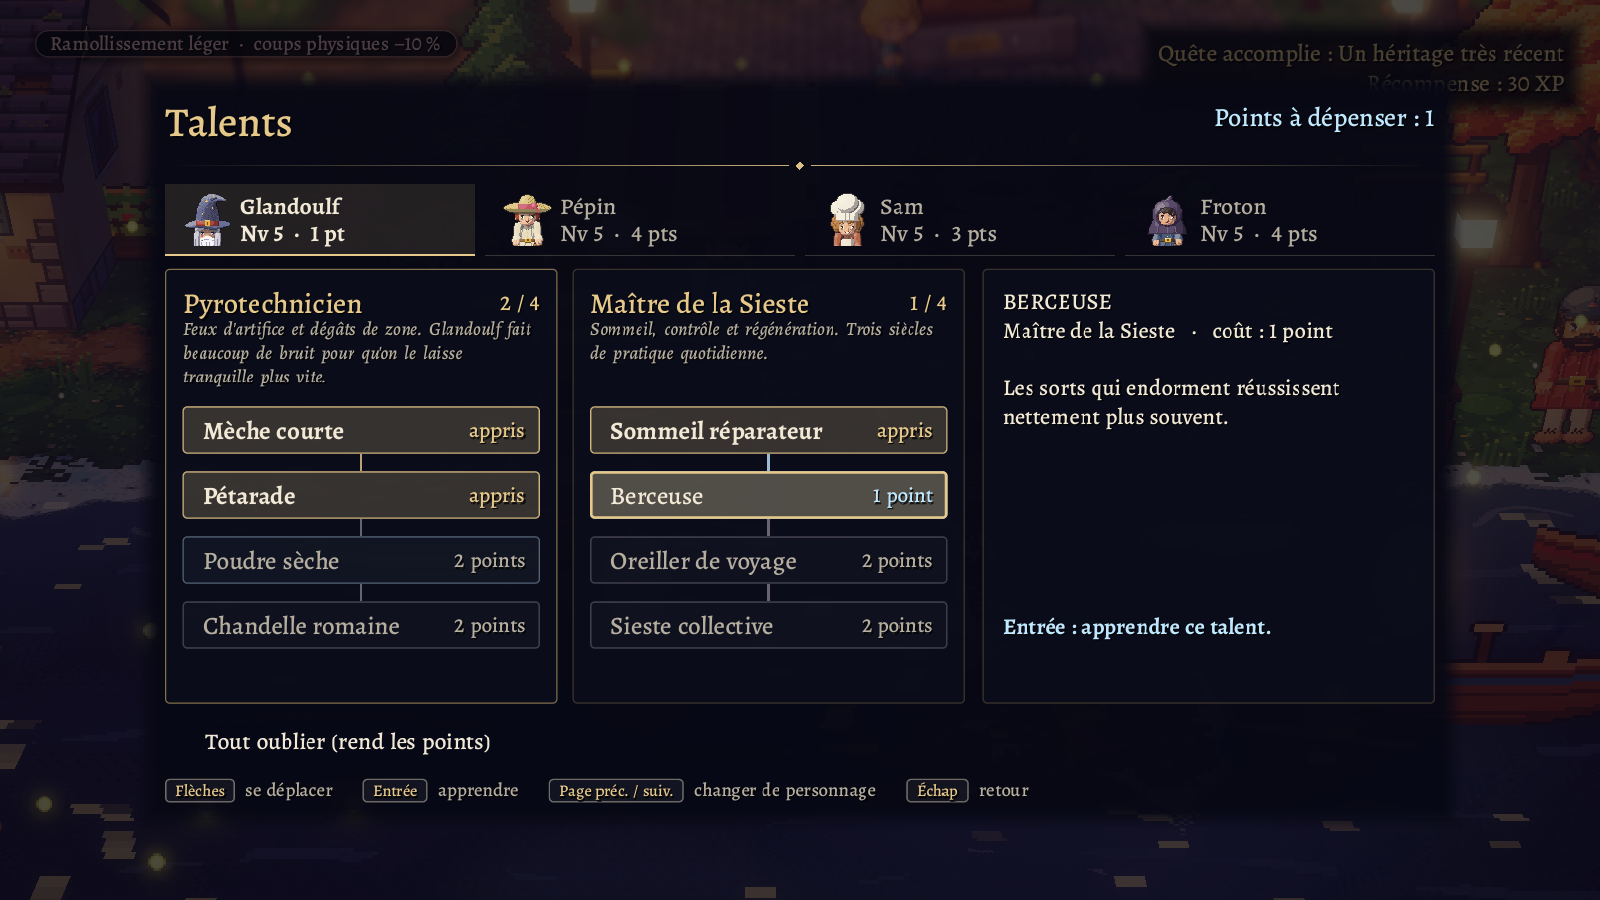 Ramollissement léger · coups physiques –10 %
Quête accomplie : Un héritage très récent
Récompense : 30 XP
Talents
Points à dépenser : 1
Glandoulf
Nv 5 · 1 pt
Pépin
Nv 5 · 4 pts
Sam
Nv 5 · 3 pts
Froton
Nv 5 · 4 pts
Pyrotechnicien 2 / 4
Feux d'artifice et dégâts de zone. Glandoulf fait
beaucoup de bruit pour qu'on le laisse
tranquille plus vite.
Mèche courte appris
Pétarade appris
Poudre sèche 2 points
Chandelle romaine 2 points
Maître de la Sieste 1 / 4
Sommeil, contrôle et régénération. Trois siècles
de pratique quotidienne.
Sommeil réparateur appris
Berceuse 1 point
Oreiller de voyage 2 points
Sieste collective 2 points
BERCEUSE
Maître de la Sieste · coût : 1 point
Les sorts qui endorment réussissent
nettement plus souvent.
Entrée : apprendre ce talent.
Tout oublier (rend les points)
Flèches se déplacer Entrée apprendre Page préc. / suiv. changer de personnage Échap retour